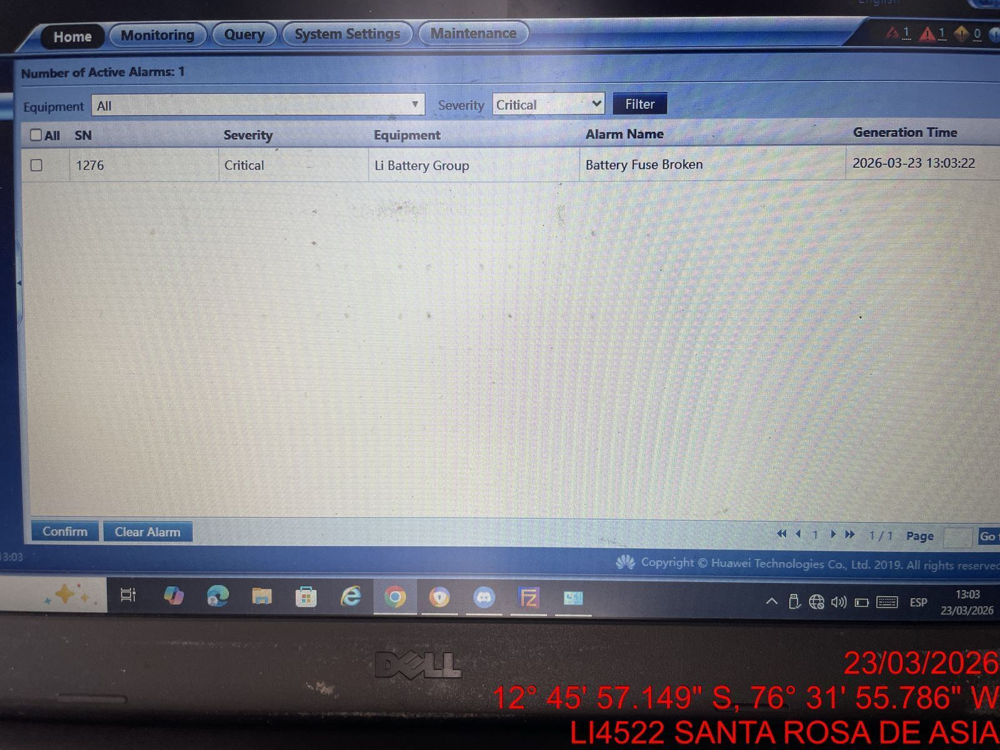 Home Monitoring Query System Settings Maintenance 1 1 0
Number of Active Alarms: 1
Equipment All Severity Critical Filter
All SN Severity Equipment Alarm Name Generation Time
1276 Critical Li Battery Group Battery Fuse Broken 2026-03-23 13:03:22
Confirm Clear Alarm 1 1 / 1 Page Go
Copyright © Huawei Technologies Co., Ltd. 2019. All rights reserved
ESP 13:03
23/03/2026
DELL
23/03/2026
12° 45' 57.149" S, 76° 31' 55.786" W
LI4522 SANTA ROSA DE ASIA